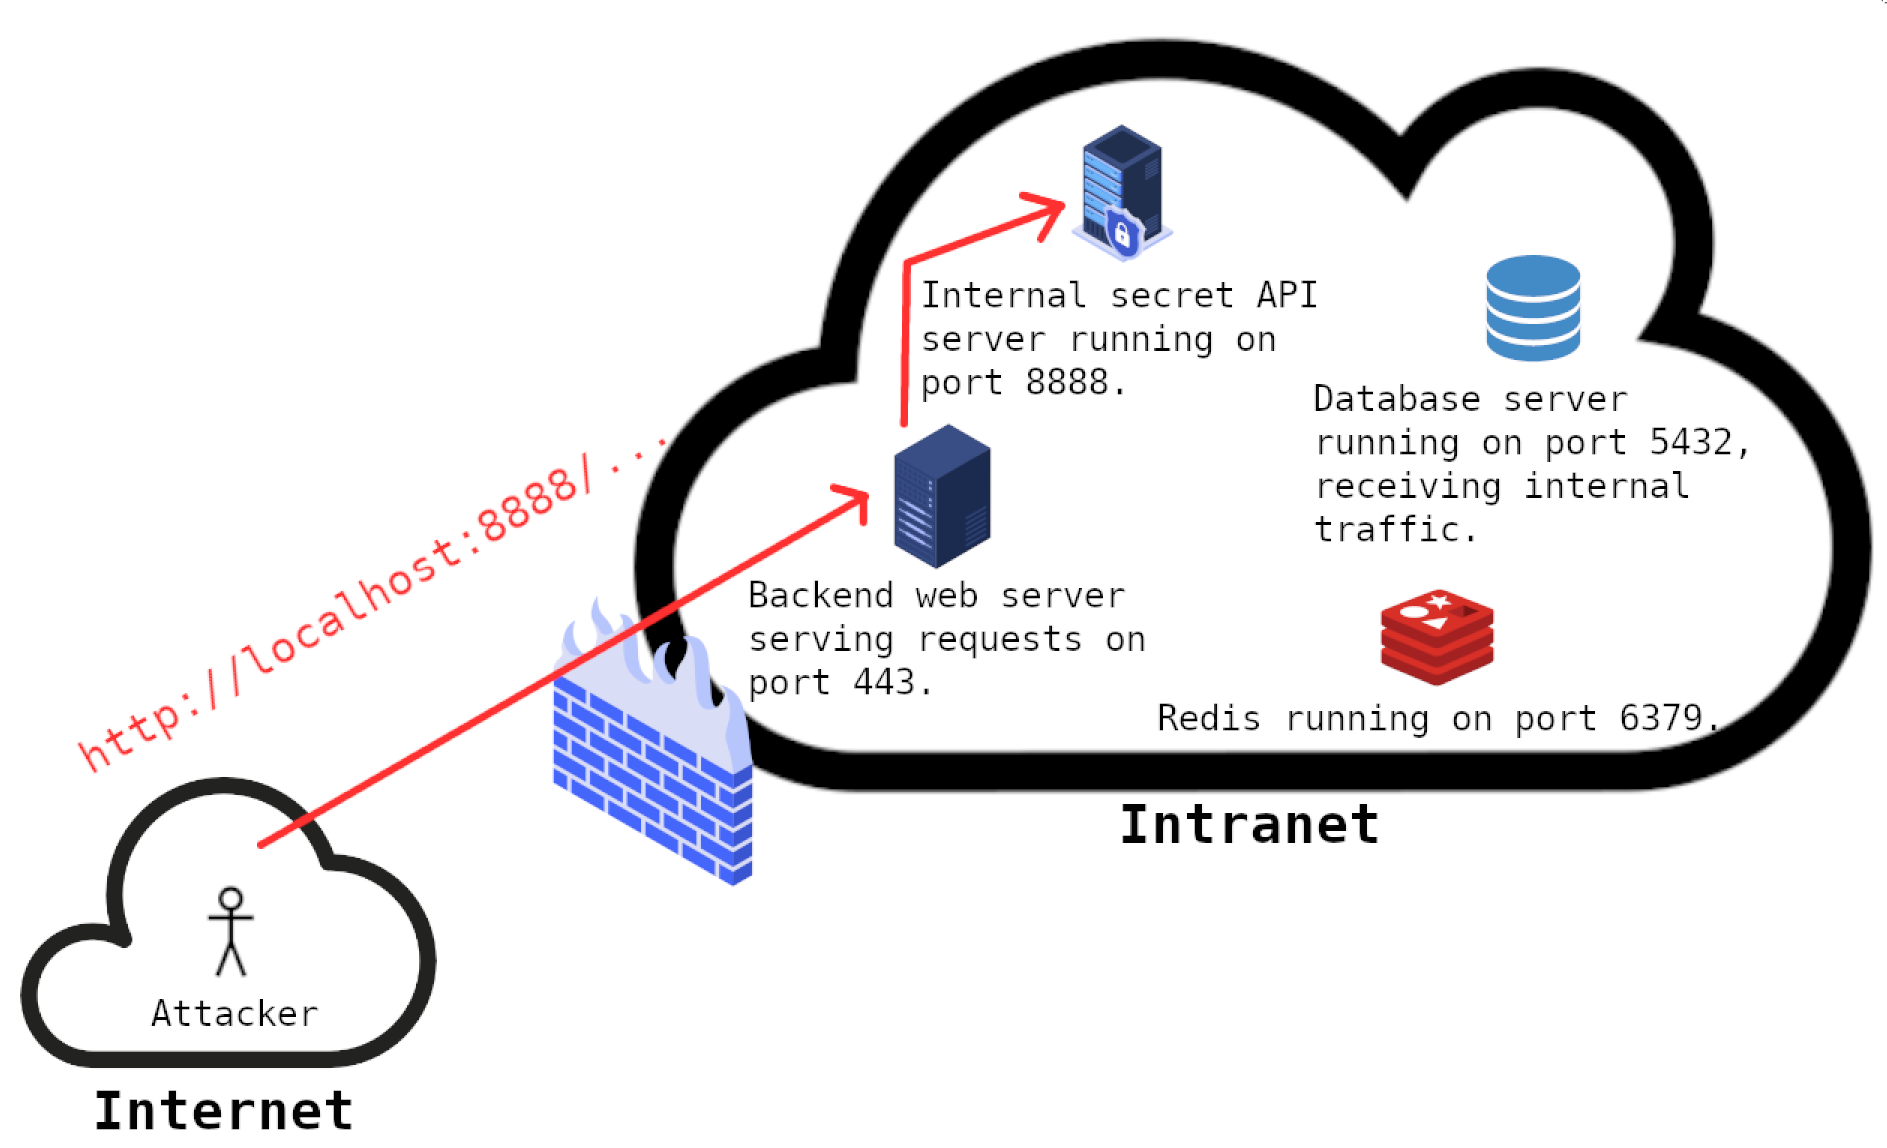 Internal secret API
server running on
port 8888.
Database server
running on port 5432,
receiving internal
traffic.
http://localhost:8888/...
Backend web server
serving requests on
port 443.
Redis running on port 6379.
Intranet
Attacker
Internet